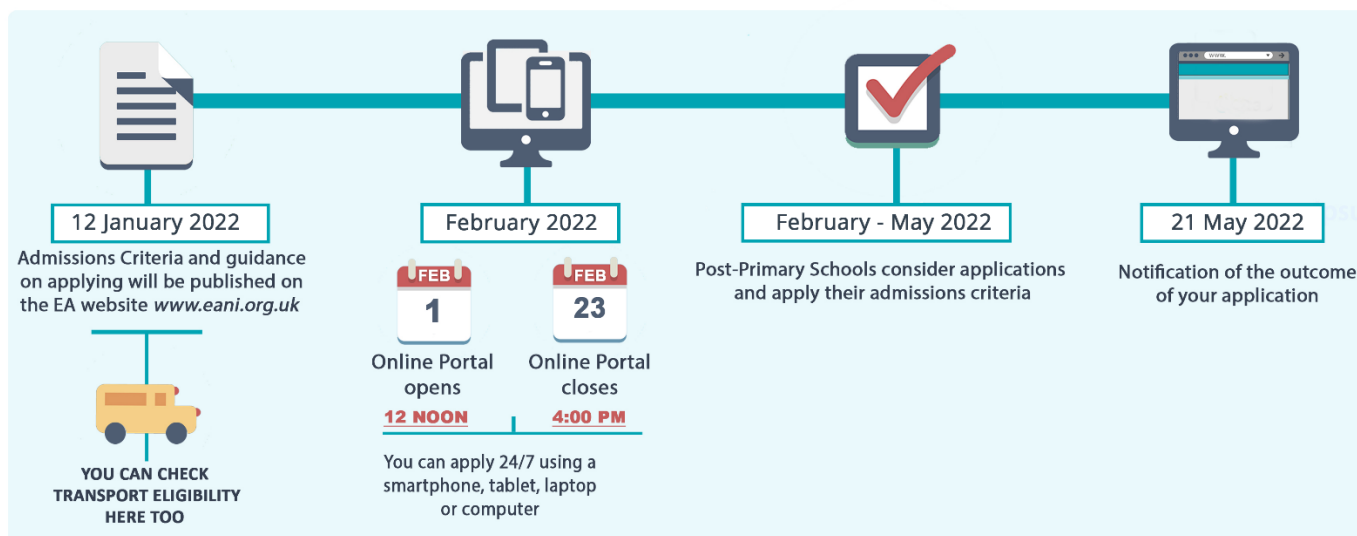 12 January 2022
Admissions Criteria and guidance
on applying will be published on
the EA website www.eani.org.uk
YOU CAN CHECK
TRANSPORT ELIGIBILITY
HERE TOO
February 2022
FEB
1
Online Portal
opens
12 NOON
FEB
23
Online Portal
closes
4:00 PM
You can apply 24/7 using a
smartphone, tablet, laptop
or computer
February - May 2022
Post-Primary Schools consider applications
and apply their admissions criteria
21 May 2022
Notification of the outcome
of your application